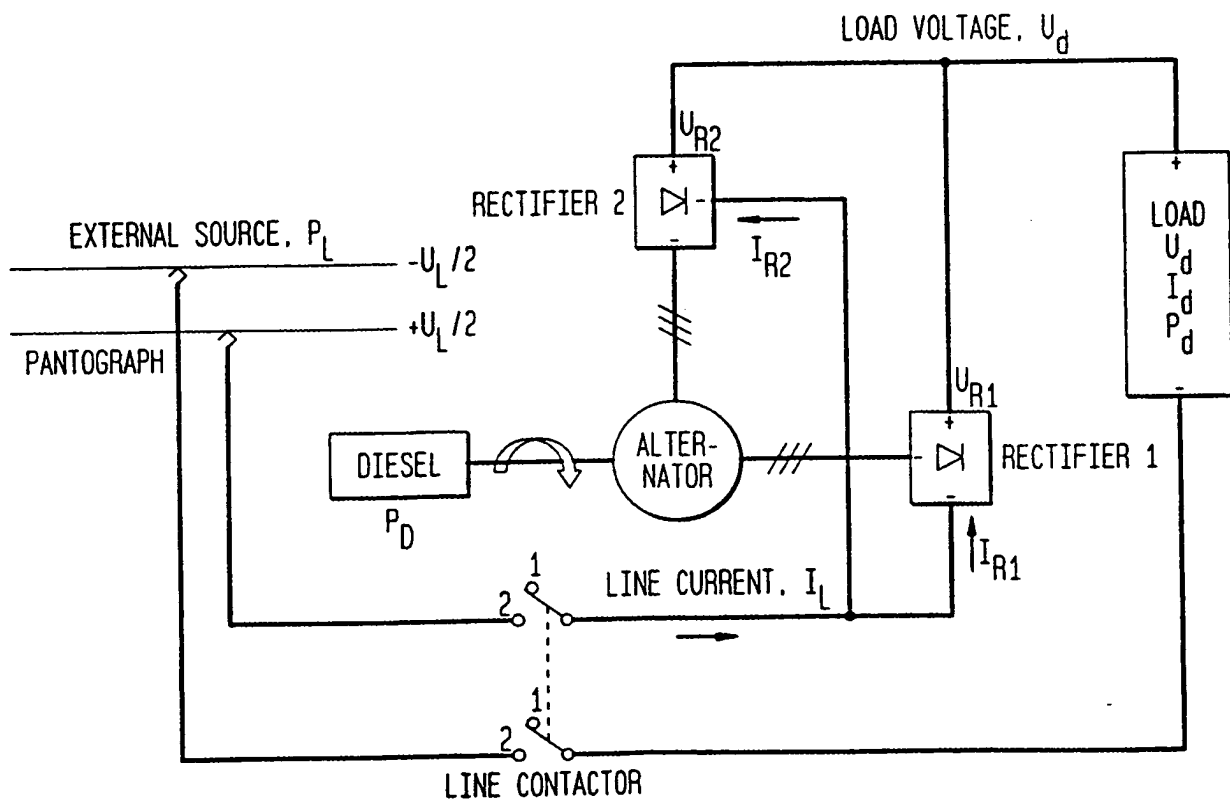 LOAD VOLTAGE, U_d
U_R2
+
RECTIFIER 2
-
I_R2
-
+
LOAD
U_d
I_d
P_d
-
EXTERNAL SOURCE, P_L
-U_L/2
+U_L/2
PANTOGRAPH
DIESEL
P_D
ALTER-
NATOR
U_R1
+
-
RECTIFIER 1
-
I_R1
1
2
LINE CURRENT, I_L
1
2
LINE CONTACTOR